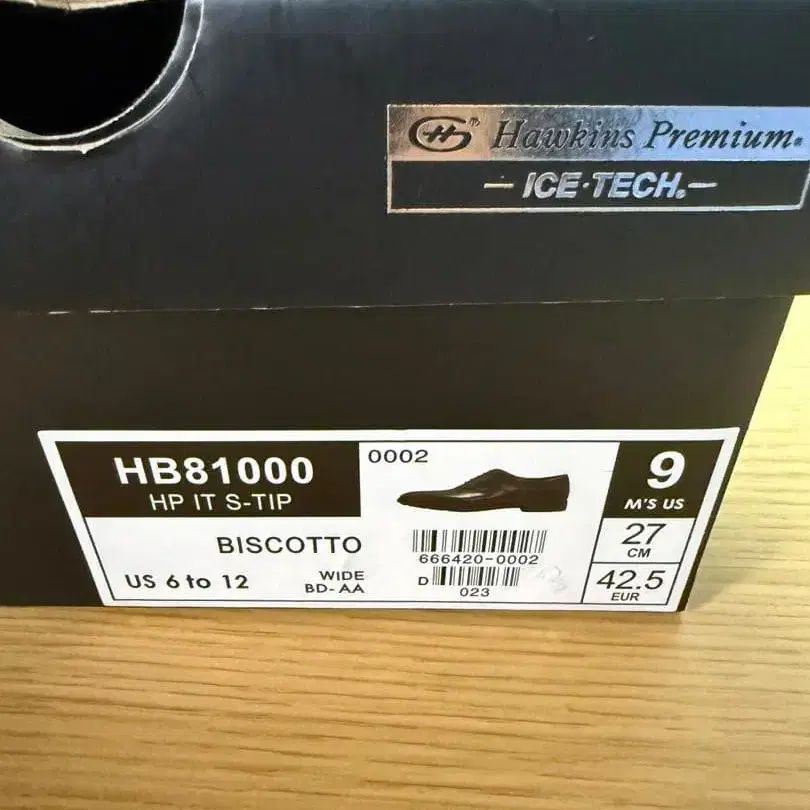 Hawkins Premium®
— ICE·TECH®—
HB81000
HP IT S-TIP
0002
9
M'S US
BISCOTTO
27
CM
666420-0002
US 6 to 12
WIDE
BD-AA
D
023
42.5
EUR